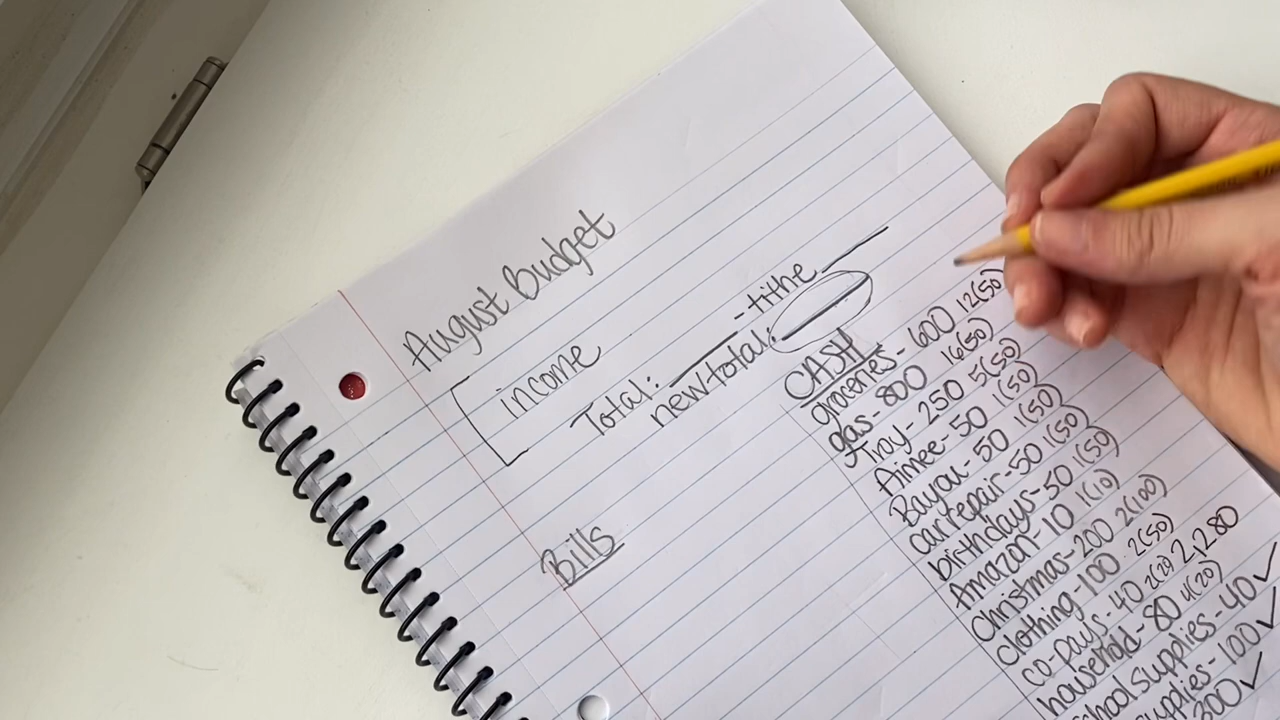 August Budget
income
Total: - tithe
new total:
Bills
CASH
groceries - 600 12(50)
gas - 800 16(50)
Troy - 250 5(50)
Aimee - 50 1(50)
Bayou - 50 1(50)
car repair - 50 1(50)
birthdays - 50 1(50)
Amazon - 10 1(10)
Christmas - 200 2(100)
clothing - 100 2(50)
co-pays - 40 2(20) 2,280
household - 80 4(20)
supplies - 40 ✓
supplies - 100 ✓
✓